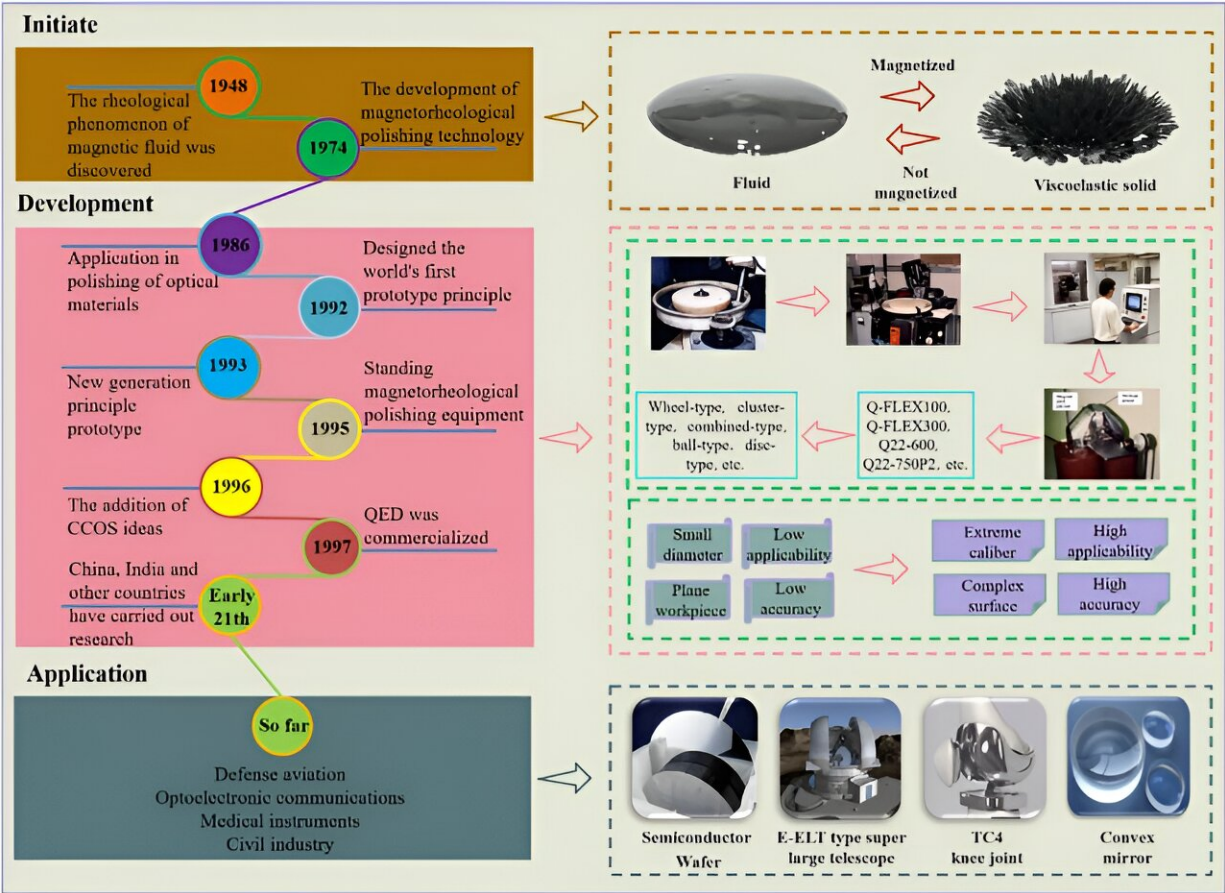 Initiate
1948
The rheological
phenomenon of
magnetic fluid was
discovered
The development of
magnetorheological
polishing technology
1974
Magnetized
Not
magnetized
Fluid
Viscoelastic solid
Development
1986
Application in
polishing of optical
materials
Designed the
world's first
prototype principle
1992
1993
New generation
principle
prototype
Standing
magnetorheological
polishing equipment
1995
1996
The addition of
CCOS ideas
QED was
commercialized
1997
China, India and
other countries
have carried out
research
Early
21th
Wheel-type, cluster-
type, combined-type,
ball-type, disc-
type, etc.
Q-FLEX100,
Q-FLEX300,
Q22-600,
Q22-750P2, etc.
Small
diameter
Low
applicability
Plane
workpiece
Low
accuracy
Extreme
caliber
High
applicability
Complex
surface
High
accuracy
Application
So far
Defense aviation
Optoelectronic communications
Medical instruments
Civil industry
Semiconductor
Wafer
E-ELT type super
large telescope
TC4
knee joint
Convex
mirror